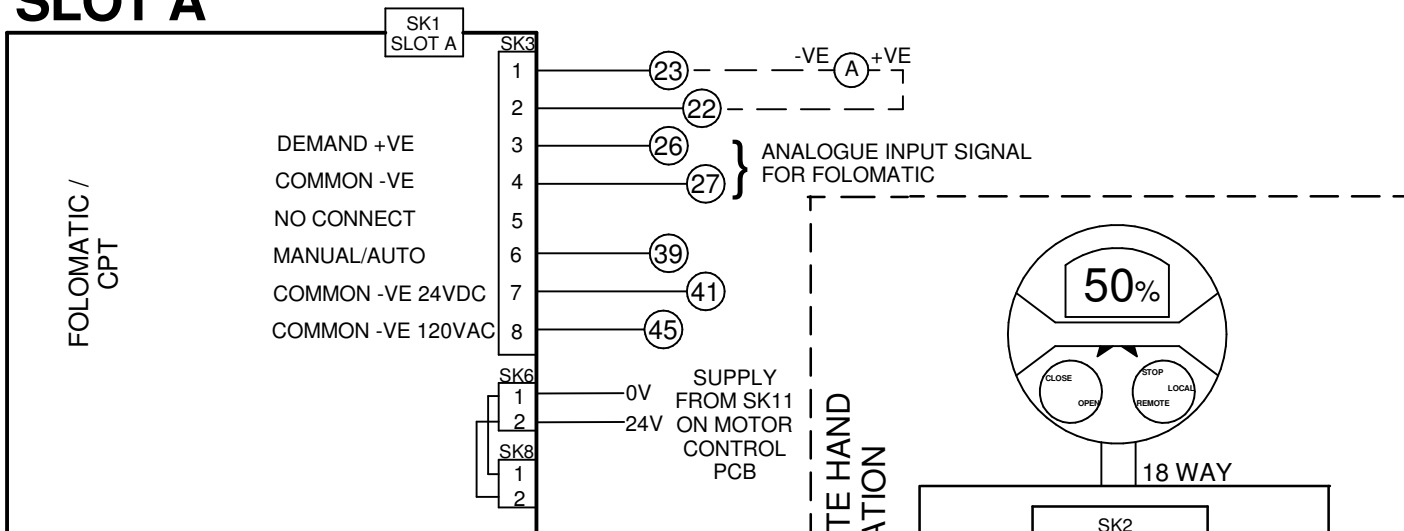 SLOT A
SK1
SLOT A
SK3
1
23
-VE A +VE
2
22
DEMAND +VE 3
26
COMMON -VE 4
27
} ANALOGUE INPUT SIGNAL
FOR FOLOMATIC
NO CONNECT 5
MANUAL/AUTO 6
39
COMMON -VE 24VDC 7
41
COMMON -VE 120VAC 8
45
FOLOMATIC /
CPT
SK6
1
2
0V
24V
SUPPLY
FROM SK11
ON MOTOR
CONTROL
PCB
SK8
1
2
50%
CLOSE
OPEN
STOP
LOCAL
REMOTE
18 WAY
SK2
TE HAND
ATION